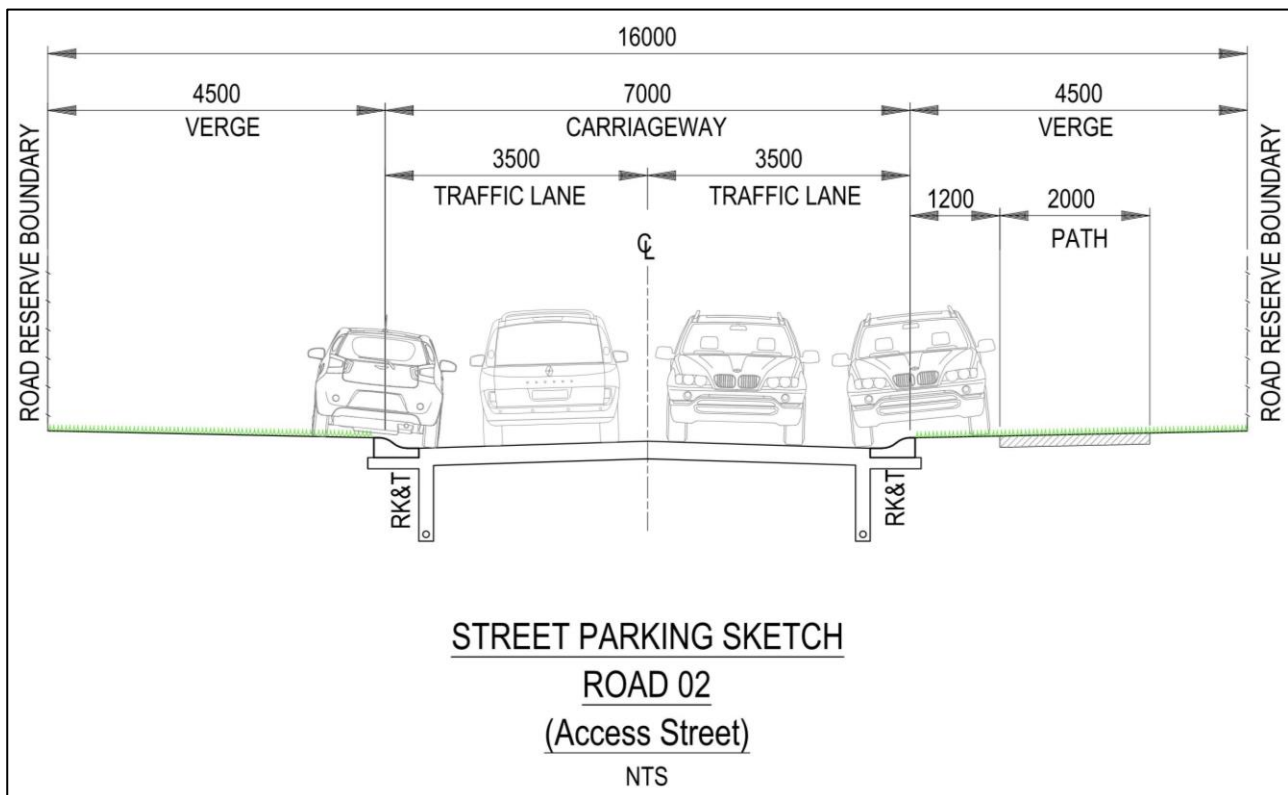 16000
4500
7000
4500
VERGE
CARRIAGEWAY
VERGE
3500
3500
TRAFFIC LANE
TRAFFIC LANE
1200
2000
PATH
ROAD RESERVE BOUNDARY
ROAD RESERVE BOUNDARY
℄
RK&T
RK&T
STREET PARKING SKETCH
ROAD 02
(Access Street)
NTS